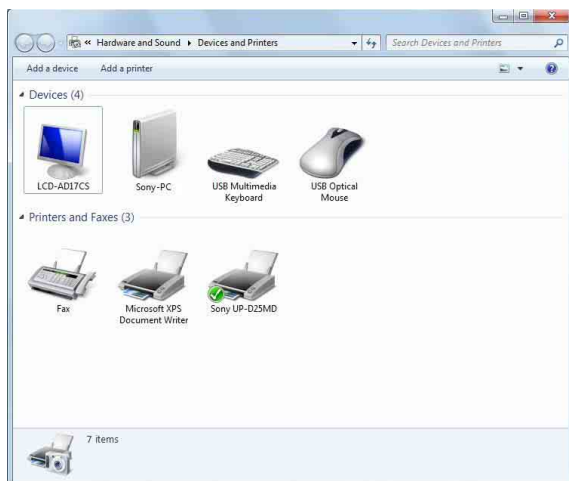 « Hardware and Sound ▸ Devices and Printers
Search Devices and Printers
Add a device Add a printer
Devices (4)
LCD-AD17CS
Sony-PC
USB Multimedia
Keyboard
USB Optical
Mouse
Printers and Faxes (3)
Fax
Microsoft XPS
Document Writer
Sony UP-D25MD
7 items